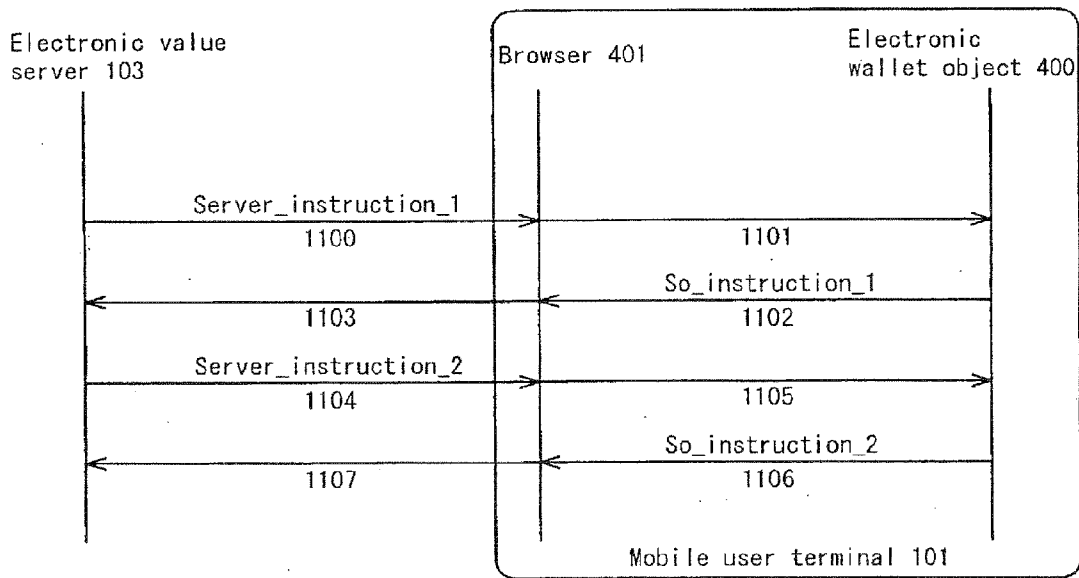 Electronic value
server 103
Browser 401
Electronic
wallet object 400
Server_instruction_1
1100
1101
So_instruction_1
1103
1102
Server_instruction_2
1104
1105
So_instruction_2
1107
1106
Mobile user terminal 101